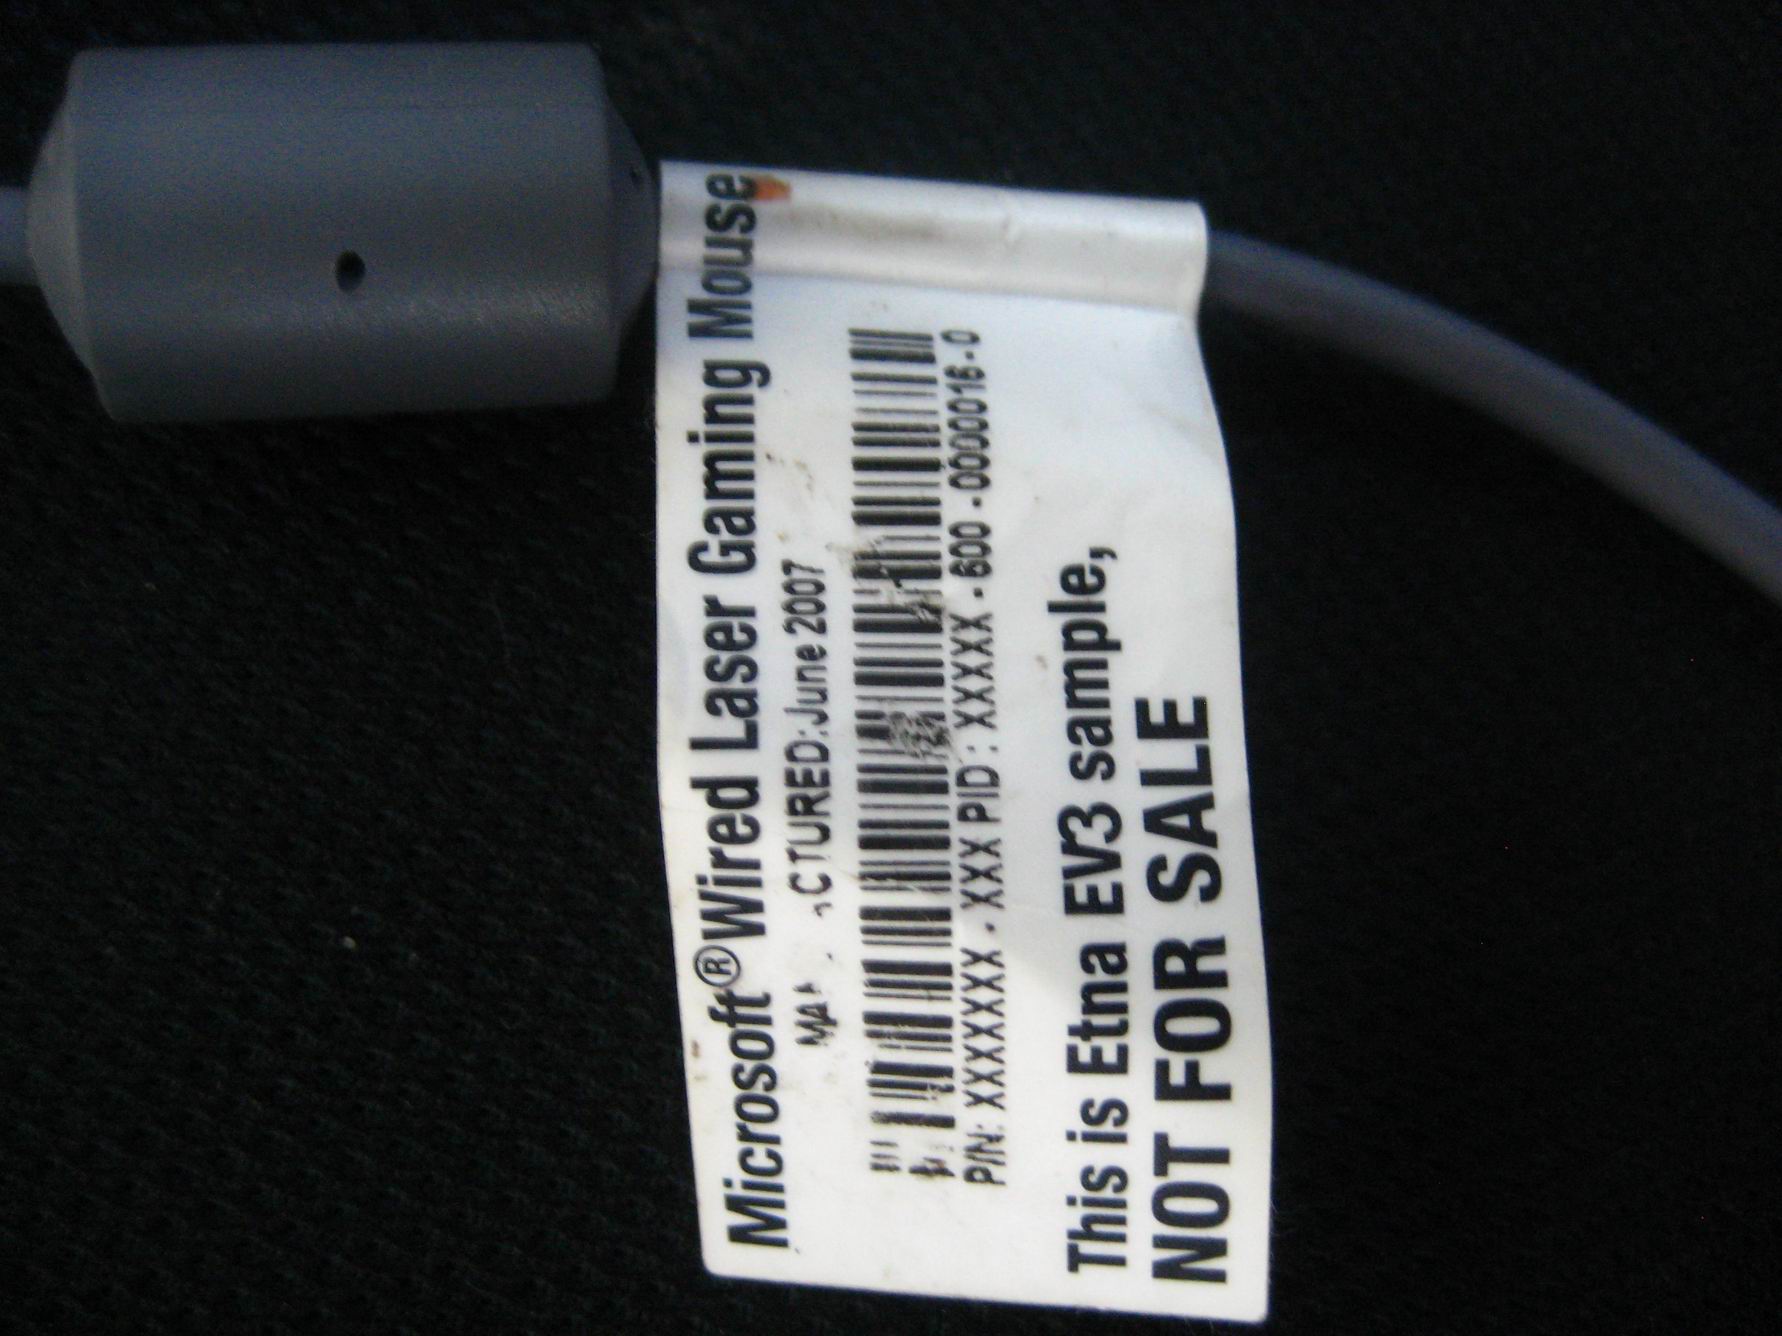 Microsoft® Wired Laser Gaming Mouse
CTURED: June 2007
P/N: XXXXXXX - XXX PID : XXXXX - 600 -0000016-0
This is Etna EV3 sample,
NOT FOR SALE